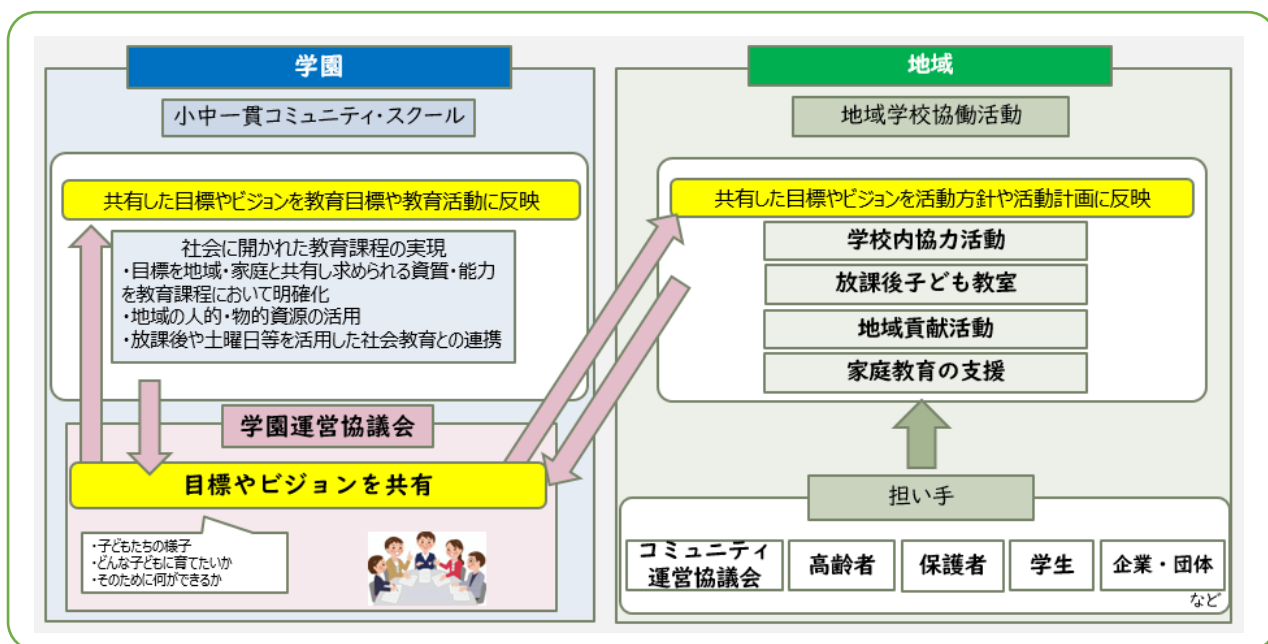 学園
小中一貫コミュニティ・スクール
共有した目標やビジョンを教育目標や教育活動に反映
社会に開かれた教育課程の実現
・目標を地域・家庭と共有し求められる資質・能力
を教育課程において明確化
・地域の人的・物的資源の活用
・放課後や土曜日等を活用した社会教育との連携
学園運営協議会
目標やビジョンを共有
・子どもたちの様子
・どんな子どもに育てたいか
・そのために何ができるか
地域
地域学校協働活動
共有した目標やビジョンを活動方針や活動計画に反映
学校内協力活動
放課後子ども教室
地域貢献活動
家庭教育の支援
担い手
コミュニティ
運営協議会
高齢者
保護者
学生
企業・団体
など